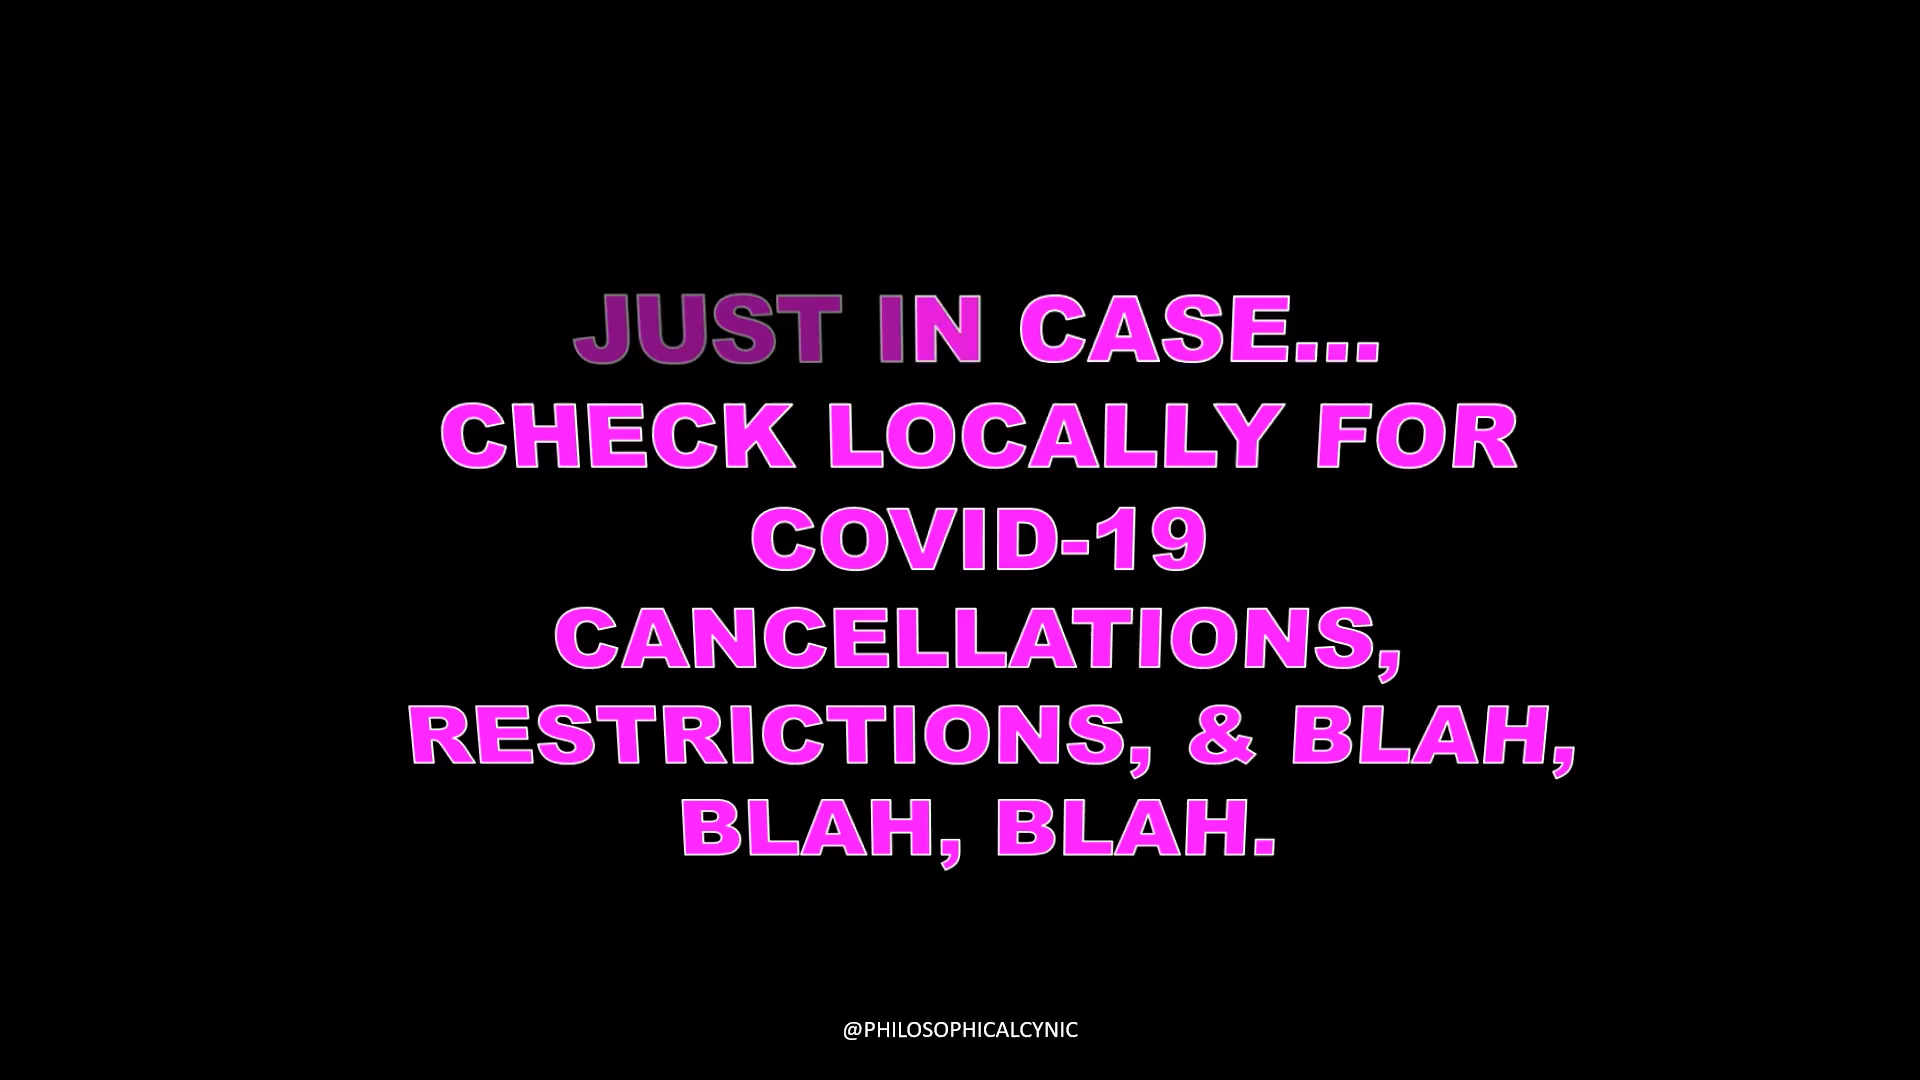 JUST IN CASE...
CHECK LOCALLY FOR
COVID-19
CANCELLATIONS,
RESTRICTIONS, & BLAH,
BLAH, BLAH.
@PHILOSOPHICALCYNIC